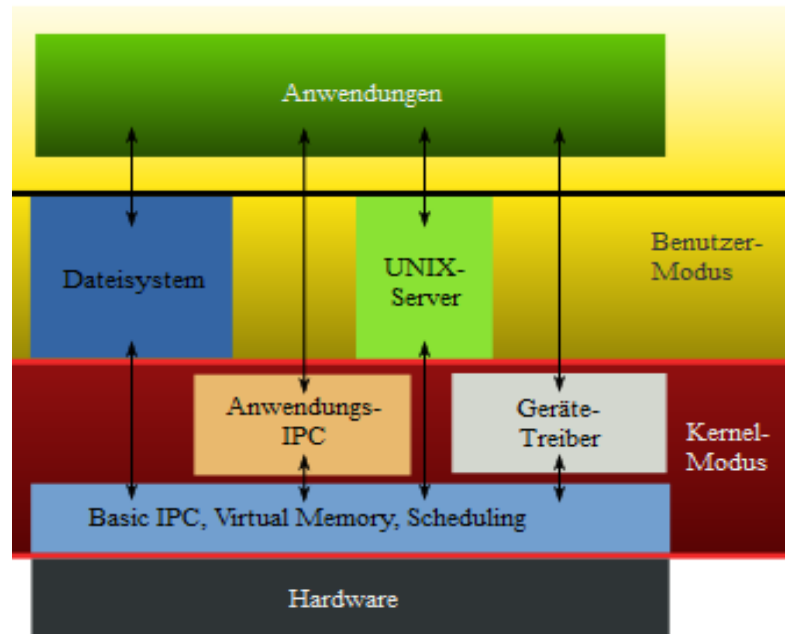 Anwendungen
Benutzer-
Modus
Dateisystem
UNIX-
Server
Anwendungs-
IPC
Geräte-
Treiber
Kernel-
Modus
Basic IPC, Virtual Memory, Scheduling
Hardware